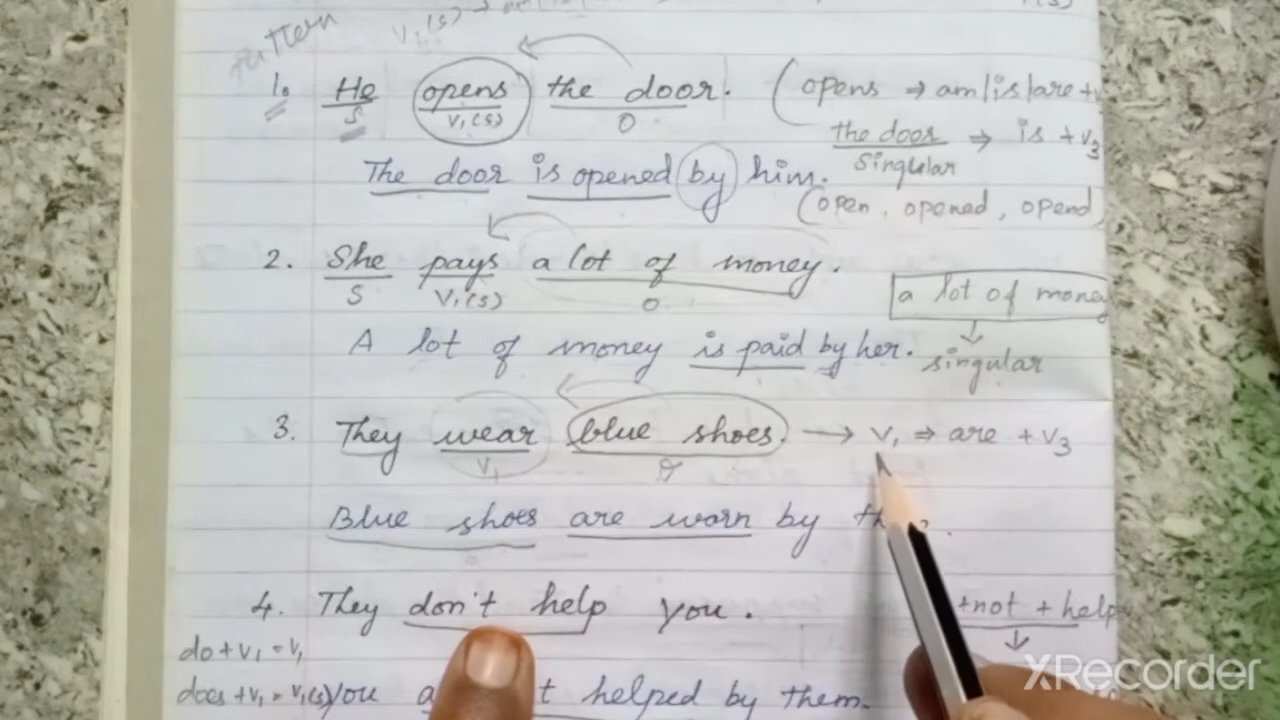 pattern V₁(s) →
1. He opens the door. (opens ⇒ am|is|are +v
S V₁(s) O
the door ⇒ is + V₃
singular
The door is opened by him.
(open, opened, opend)
2. She pays a lot of money.
S V₁(s) O
a lot of money
A lot of money is paid by her.
singular
3. They wear blue shoes. → V₁ ⇒ are + V₃
V₁ O
Blue shoes are worn by
4. They don't help you. +not + help
do + V₁ = V₁
does + V₁ = V₁(s) you helped by them.
XRecorder